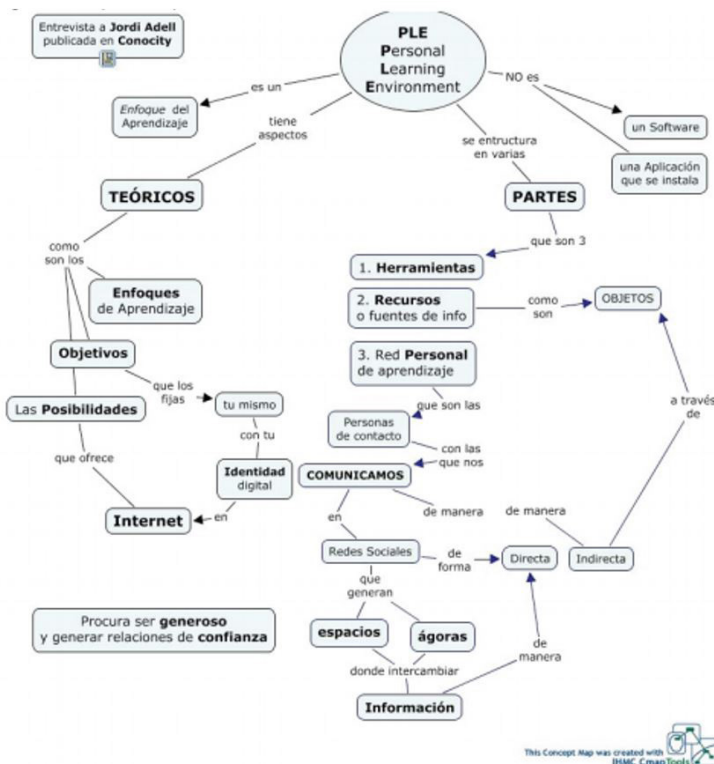 Entrevista a Jordi Adell
publicada en Conocity
PLE
Personal
Learning
Environment
es un
NO es
Enfoque del
Aprendizaje
tiene
aspectos
se entructura
en varias
un Software
una Aplicación
que se instala
TEÓRICOS
PARTES
como
son los
que son 3
1. Herramientas
Enfoques
de Aprendizaje
2. Recursos
o fuentes de info
como
son
OBJETOS
Objetivos
3. Red Personal
de aprendizaje
que los
fijas
tu mismo
que son las
a través
de
Las Posibilidades
Personas
de contacto
con tu
con las
que nos
que ofrece
Identidad
digital
COMUNICAMOS
Internet
en
en
de manera
de manera
Redes Sociales
de
forma
Directa
Indirecta
que
generan
Procura ser generoso
y generar relaciones de confianza
espacios
ágoras
de
manera
donde intercambiar
Información
This Concept Map was created with
IHMC CmapTools